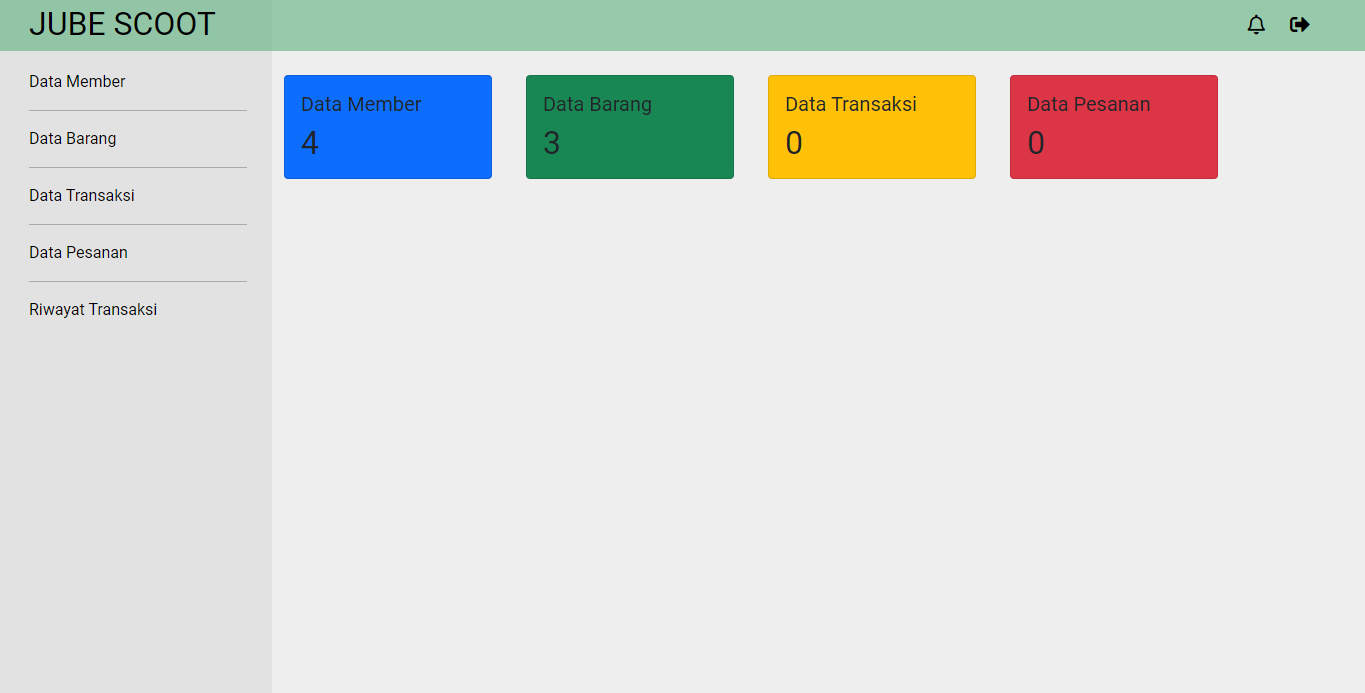 JUBE SCOOT
Data Member
Data Barang
Data Transaksi
Data Pesanan
Riwayat Transaksi
Data Member
4
Data Barang
3
Data Transaksi
0
Data Pesanan
0